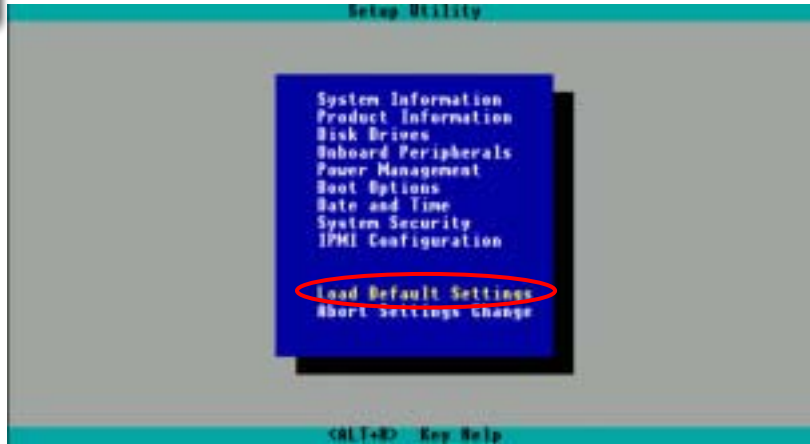 Setup Utility
System Information
Product Information
Disk Drives
Onboard Peripherals
Power Management
Boot Options
Date and Time
System Security
IPMI Configuration
Load Default Settings
Abort Settings Change
<ALT+H> Key Help